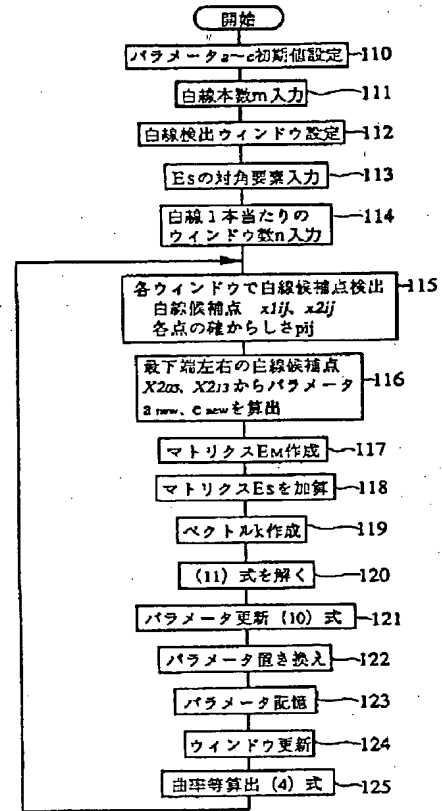 開始
パラメータa~e初期値設定 110
白線本数m入力 111
白線検出ウィンドウ設定 112
Esの対角要素入力 113
白線1本当たりの
ウィンドウ数n入力 114
各ウィンドウで白線候補点検出 115
白線候補点 x1ij、x2ij
各点の確からしさpij
最下端左右の白線候補点 116
X203、X213からパラメータ
a new、e newを算出
マトリクスEM作成 117
マトリクスEsを加算 118
ベクトルk作成 119
(11)式を解く 120
パラメータ更新(10)式 121
パラメータ置き換え 122
パラメータ記憶 123
ウィンドウ更新 124
曲率等算出(4)式 125